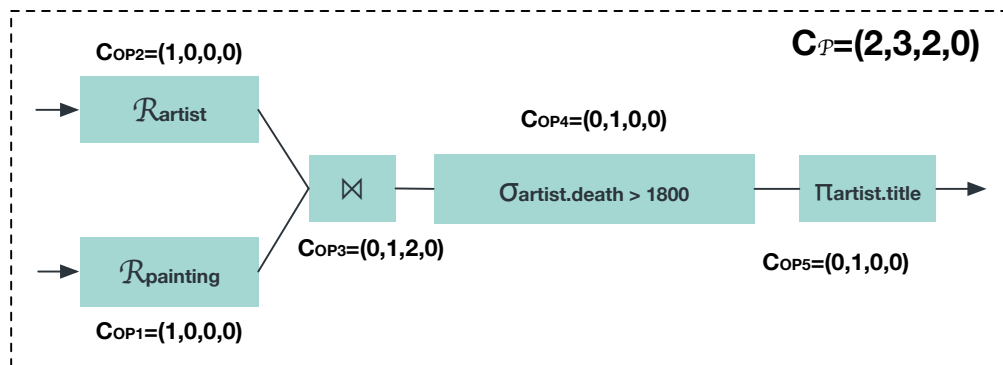 C𝒫=(2,3,2,0)
COP2=(1,0,0,0)
ℛartist
COP4=(0,1,0,0)
⋈
σartist.death > 1800
Πartist.title
COP3=(0,1,2,0)
ℛpainting
COP5=(0,1,0,0)
COP1=(1,0,0,0)